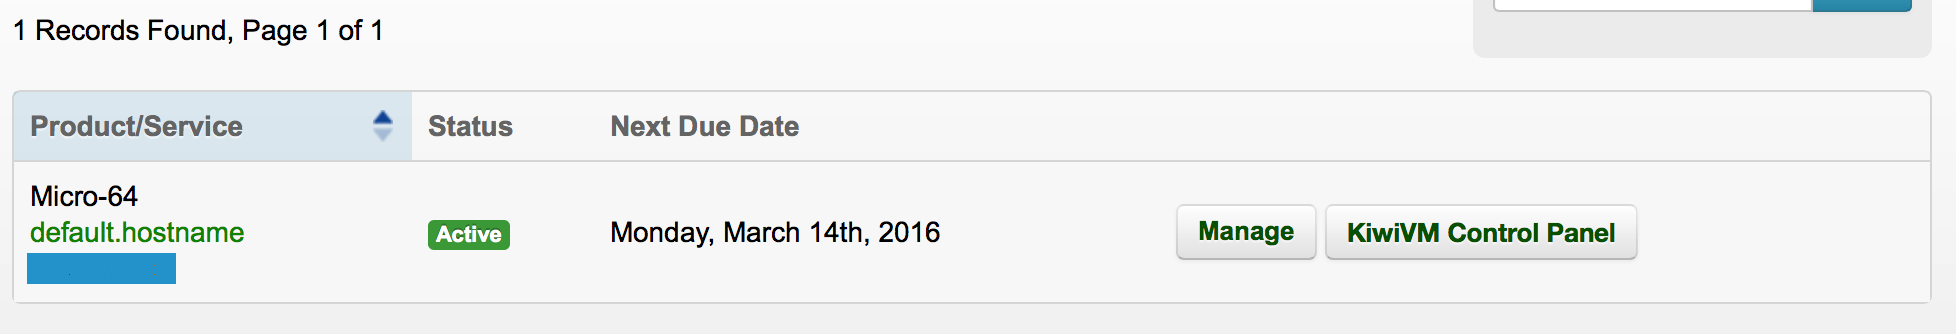 1 Records Found, Page 1 of 1
Product/Service Status Next Due Date
Micro-64
default.hostname Active Monday, March 14th, 2016 Manage KiwiVM Control Panel